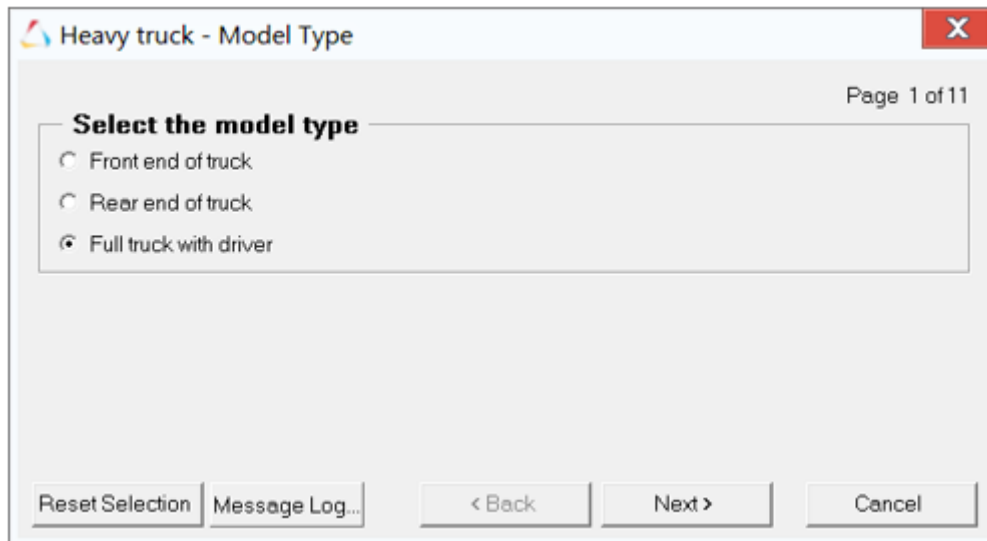 Heavy truck - Model Type
X
Page 1 of 11
Select the model type
Front end of truck
Rear end of truck
Full truck with driver
Reset Selection Message Log... < Back Next > Cancel